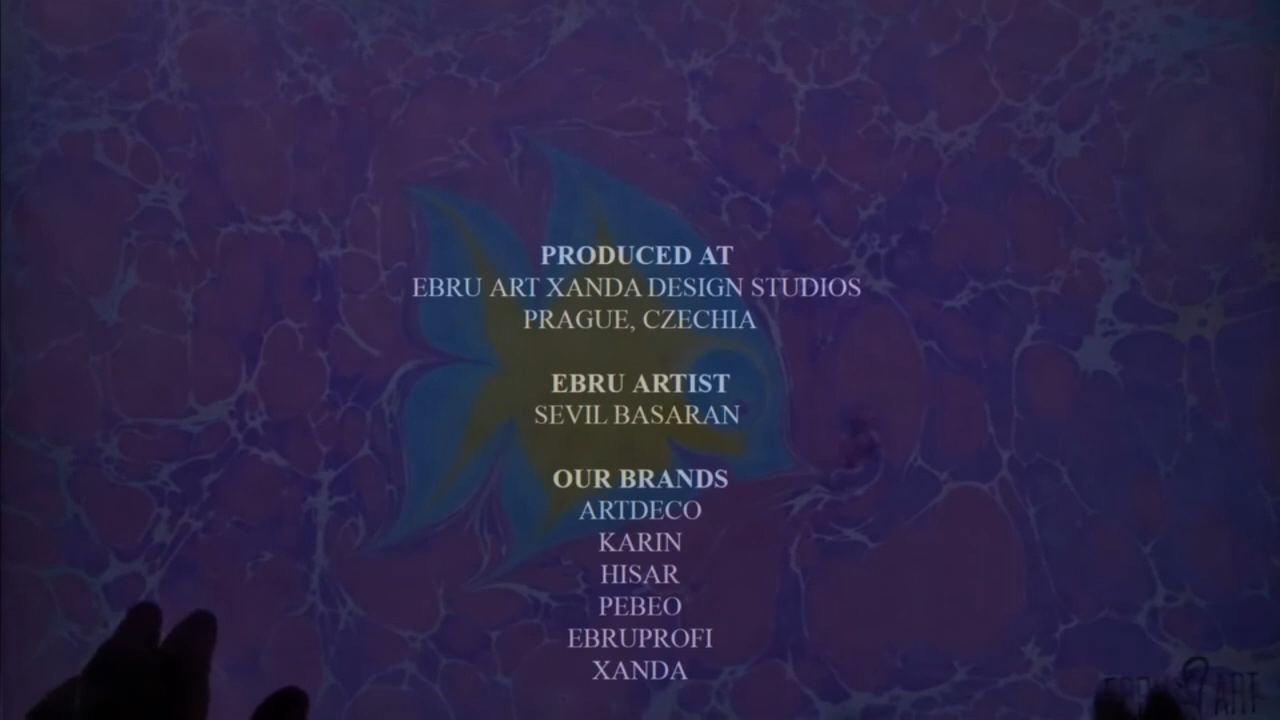 PRODUCED AT
EBRU ART XANDA DESIGN STUDIOS
PRAGUE, CZECHIA
EBRU ARTIST
SEVIL BASARAN
OUR BRANDS
ARTDECO
KARIN
HISAR
PEBEO
EBRUPROFI
XANDA
ART